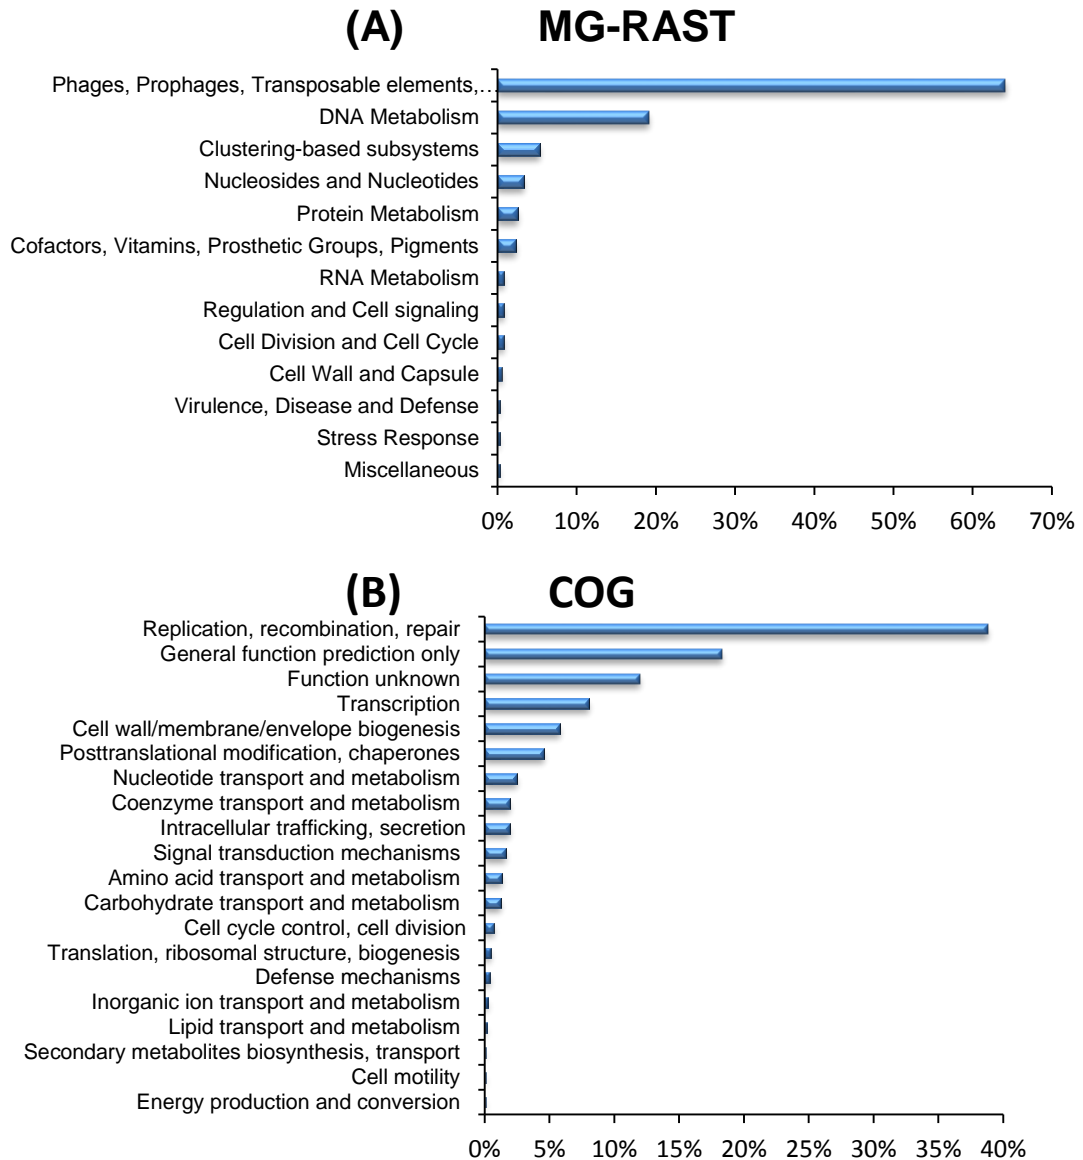 (A) MG-RAST
Phages, Prophages, Transposable elements,…
DNA Metabolism
Clustering-based subsystems
Nucleosides and Nucleotides
Protein Metabolism
Cofactors, Vitamins, Prosthetic Groups, Pigments
RNA Metabolism
Regulation and Cell signaling
Cell Division and Cell Cycle
Cell Wall and Capsule
Virulence, Disease and Defense
Stress Response
Miscellaneous
0% 10% 20% 30% 40% 50% 60% 70%
(B) COG
Replication, recombination, repair
General function prediction only
Function unknown
Transcription
Cell wall/membrane/envelope biogenesis
Posttranslational modification, chaperones
Nucleotide transport and metabolism
Coenzyme transport and metabolism
Intracellular trafficking, secretion
Signal transduction mechanisms
Amino acid transport and metabolism
Carbohydrate transport and metabolism
Cell cycle control, cell division
Translation, ribosomal structure, biogenesis
Defense mechanisms
Inorganic ion transport and metabolism
Lipid transport and metabolism
Secondary metabolites biosynthesis, transport
Cell motility
Energy production and conversion
0% 5% 10% 15% 20% 25% 30% 35% 40%